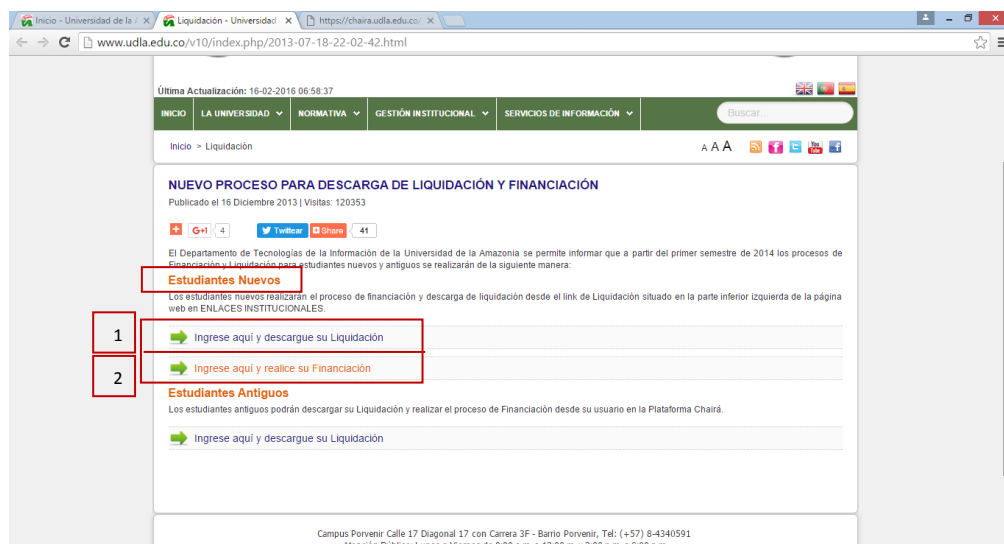 Inicio - Universidad de la A
Liquidación - Universidad
https://chaira.udla.edu.co/
www.udla.edu.co/v10/index.php/2013-07-18-22-02-42.html
Última Actualización: 16-02-2016 06:58:37
INICIO LA UNIVERSIDAD NORMATIVA GESTIÓN INSTITUCIONAL SERVICIOS DE INFORMACIÓN Buscar...
Inicio > Liquidación A A A You Tube
NUEVO PROCESO PARA DESCARGA DE LIQUIDACIÓN Y FINANCIACIÓN
Publicado el 16 Diciembre 2013 | Visitas: 120353
G+1 4 Twittear Share 41
El Departamento de Tecnologías de la Información de la Universidad de la Amazonia se permite informar que a partir del primer semestre de 2014 los procesos de
Financiación y Liquidación para estudiantes nuevos y antiguos se realizarán de la siguiente manera:
Estudiantes Nuevos
Los estudiantes nuevos realizarán el proceso de financiación y descarga de liquidación desde el link de Liquidación situado en la parte inferior izquierda de la página
web en ENLACES INSTITUCIONALES.
1 Ingrese aquí y descargue su Liquidación
2 Ingrese aquí y realice su Financiación
Estudiantes Antiguos
Los estudiantes antiguos podrán descargar su Liquidación y realizar el proceso de Financiación desde su usuario en la Plataforma Chairá.
Ingrese aquí y descargue su Liquidación
Campus Porvenir Calle 17 Diagonal 17 con Carrera 3F - Barrio Porvenir, Tel: (+57) 8-4340591